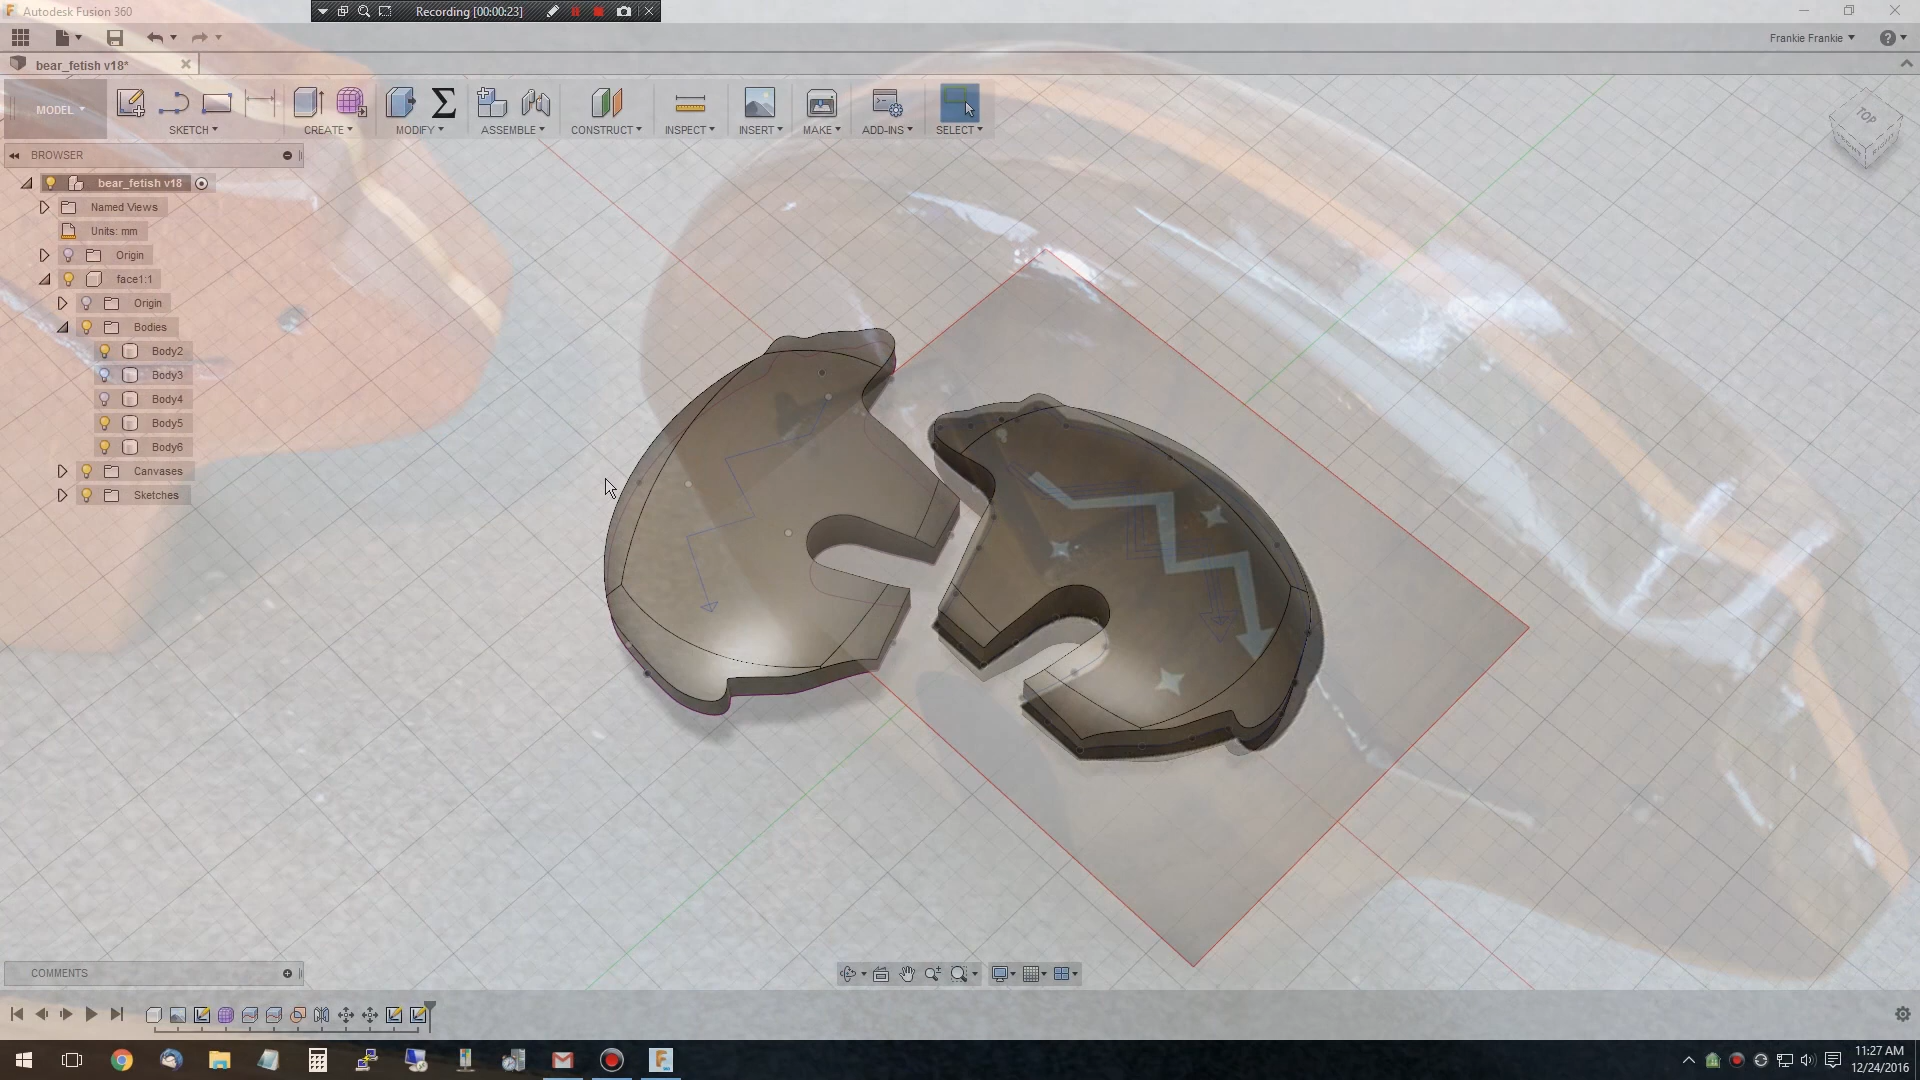 Autodesk Fusion 360
Recording [00:00:23]
Frankie Frankie
bear_fetish v18*
MODEL
SKETCH
CREATE
MODIFY
ASSEMBLE
CONSTRUCT
INSPECT
INSERT
MAKE
ADD-INS
SELECT
TOP
BROWSER
bear_fetish v18
Named Views
Units: mm
Origin
face1:1
Origin
Bodies
Body2
Body3
Body4
Body5
Body6
Canvases
Sketches
COMMENTS
11:27 AM
12/24/2016